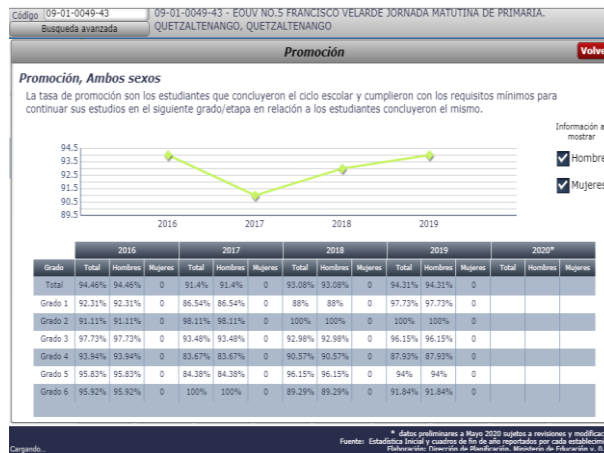 Código 09-01-0049-43 09-01-0049-43 - EOUV NO.5 FRANCISCO VELARDE JORNADA MATUTINA DE PRIMARIA.
Busqueda avanzada QUETZALTENANGO, QUETZALTENANGO
Promoción Volve
Promoción, Ambos sexos
La tasa de promoción son los estudiantes que concluyeron el ciclo escolar y cumplieron con los requisitos mínimos para
continuar sus estudios en el siguiente grado/etapa en relación a los estudiantes concluyeron el mismo.
Información a
mostrar
Hombre
Mujeres
94.5
93.5
92.5
91.5
90.5
89.5
2016 2017 2018 2019
2016 2017 2018 2019 2020*
Grado Total Hombres Mujeres Total Hombres Mujeres Total Hombres Mujeres Total Hombres Mujeres Total Hombres Mujeres
Total 94.46% 94.46% 0 91.4% 91.4% 0 93.08% 93.08% 0 94.31% 94.31% 0
Grado 1 92.31% 92.31% 0 86.54% 86.54% 0 88% 88% 0 97.73% 97.73% 0
Grado 2 91.11% 91.11% 0 98.11% 98.11% 0 100% 100% 0 100% 100% 0
Grado 3 97.73% 97.73% 0 93.48% 93.48% 0 92.98% 92.98% 0 96.15% 96.15% 0
Grado 4 93.94% 93.94% 0 83.67% 83.67% 0 90.57% 90.57% 0 87.93% 87.93% 0
Grado 5 95.83% 95.83% 0 84.38% 84.38% 0 96.15% 96.15% 0 94% 94% 0
Grado 6 95.92% 95.92% 0 100% 100% 0 89.29% 89.29% 0 91.84% 91.84% 0
* datos preliminares a Mayo 2020 sujetos a revisiones y modificac
Fuente: Estadística Inicial y cuadros de fin de año reportados por cada establecimi
Cargando.. Elaboración: Dirección de Planificación, Ministerio de Educación v. 0.